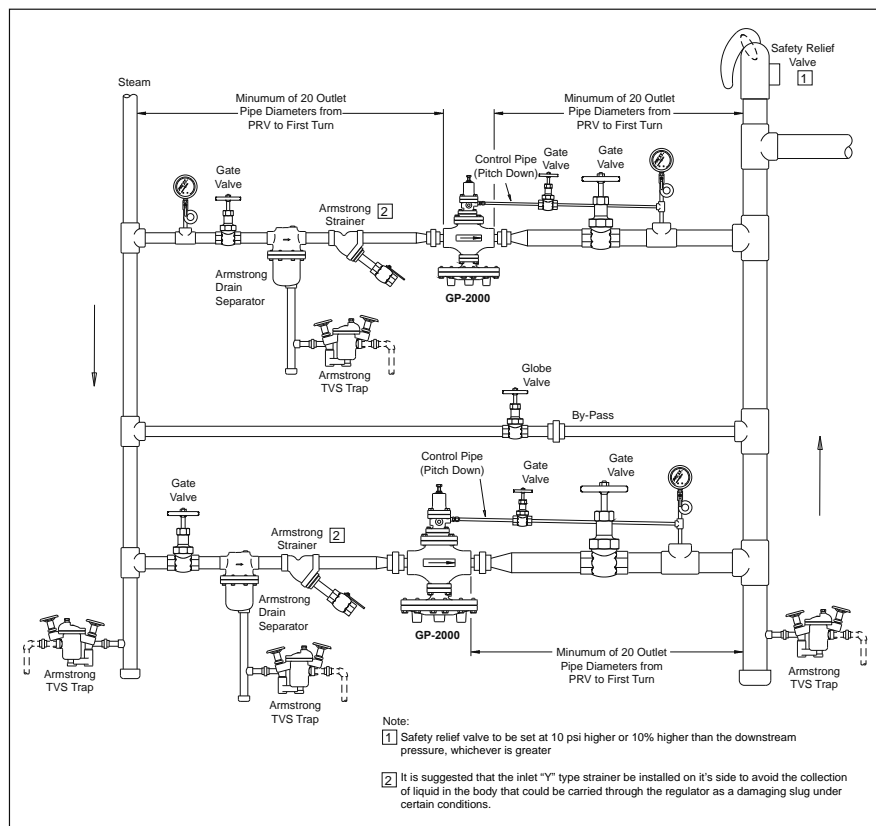 Safety Relief
Valve
1
Steam
Minumum of 20 Outlet
Pipe Diameters from
PRV to First Turn
Minumum of 20 Outlet
Pipe Diameters from
PRV to First Turn
Gate
Valve
Armstrong
Strainer
2
Control Pipe
(Pitch Down)
Gate
Valve
Gate
Valve
Armstrong
Drain
Separator
GP-2000
Armstrong
TVS Trap
Globe
Valve
By-Pass
Gate
Valve
Armstrong
Strainer
2
Control Pipe
(Pitch Down)
Gate
Valve
Gate
Valve
Armstrong
Drain
Separator
GP-2000
Minumum of 20 Outlet
Pipe Diameters from
PRV to First Turn
Armstrong
TVS Trap
Armstrong
TVS Trap
Armstrong
TVS Trap
Note:
1 Safety relief valve to be set at 10 psi higher or 10% higher than the downstream
pressure, whichever is greater
2 It is suggested that the inlet “Y” type strainer be installed on it’s side to avoid the collection
of liquid in the body that could be carried through the regulator as a damaging slug under
certain conditions.